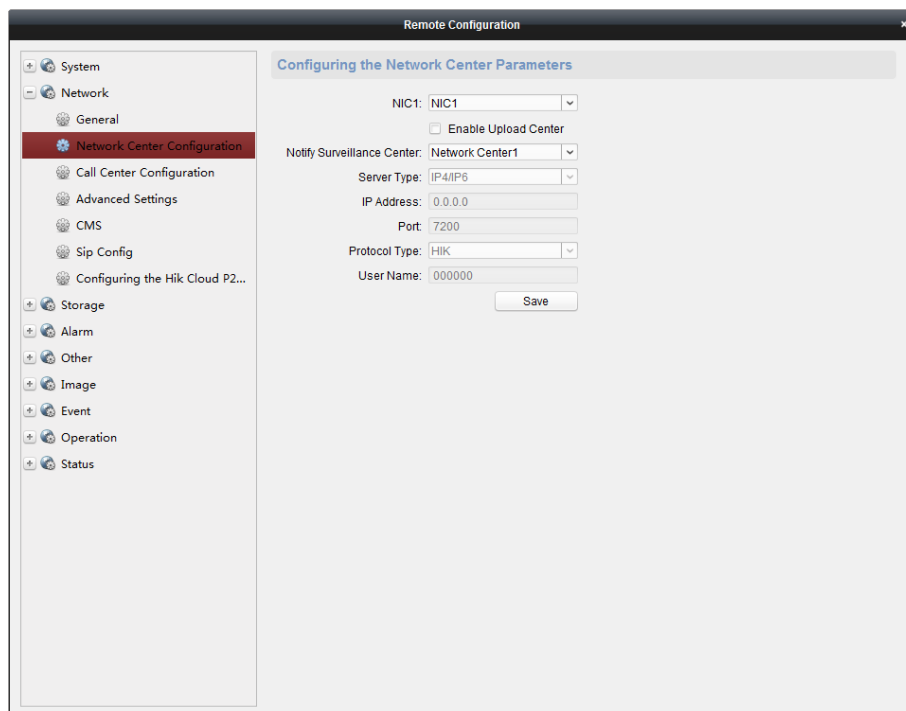 Remote Configuration
System
Network
General
Network Center Configuration
Call Center Configuration
Advanced Settings
CMS
Sip Config
Configuring the Hik Cloud P2...
Storage
Alarm
Other
Image
Event
Operation
Status
Configuring the Network Center Parameters
NIC1: NIC1
Enable Upload Center
Notify Surveillance Center: Network Center1
Server Type: IP4/IP6
IP Address: 0.0.0.0
Port: 7200
Protocol Type: HIK
User Name: 000000
Save